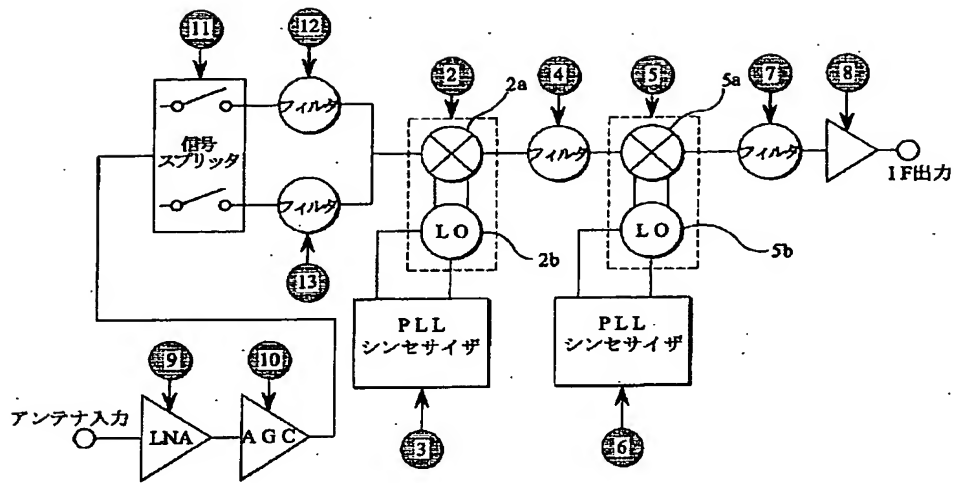 11
12
2
2a
4
5
5a
7
8
フィルタ
信号
スプリッタ
フィルタ
フィルタ
フィルタ
IF出力
LO
2b
LO
5b
13
PLL
シンセサイザ
PLL
シンセサイザ
9
10
アンテナ入力
LNA
AGC
3
6